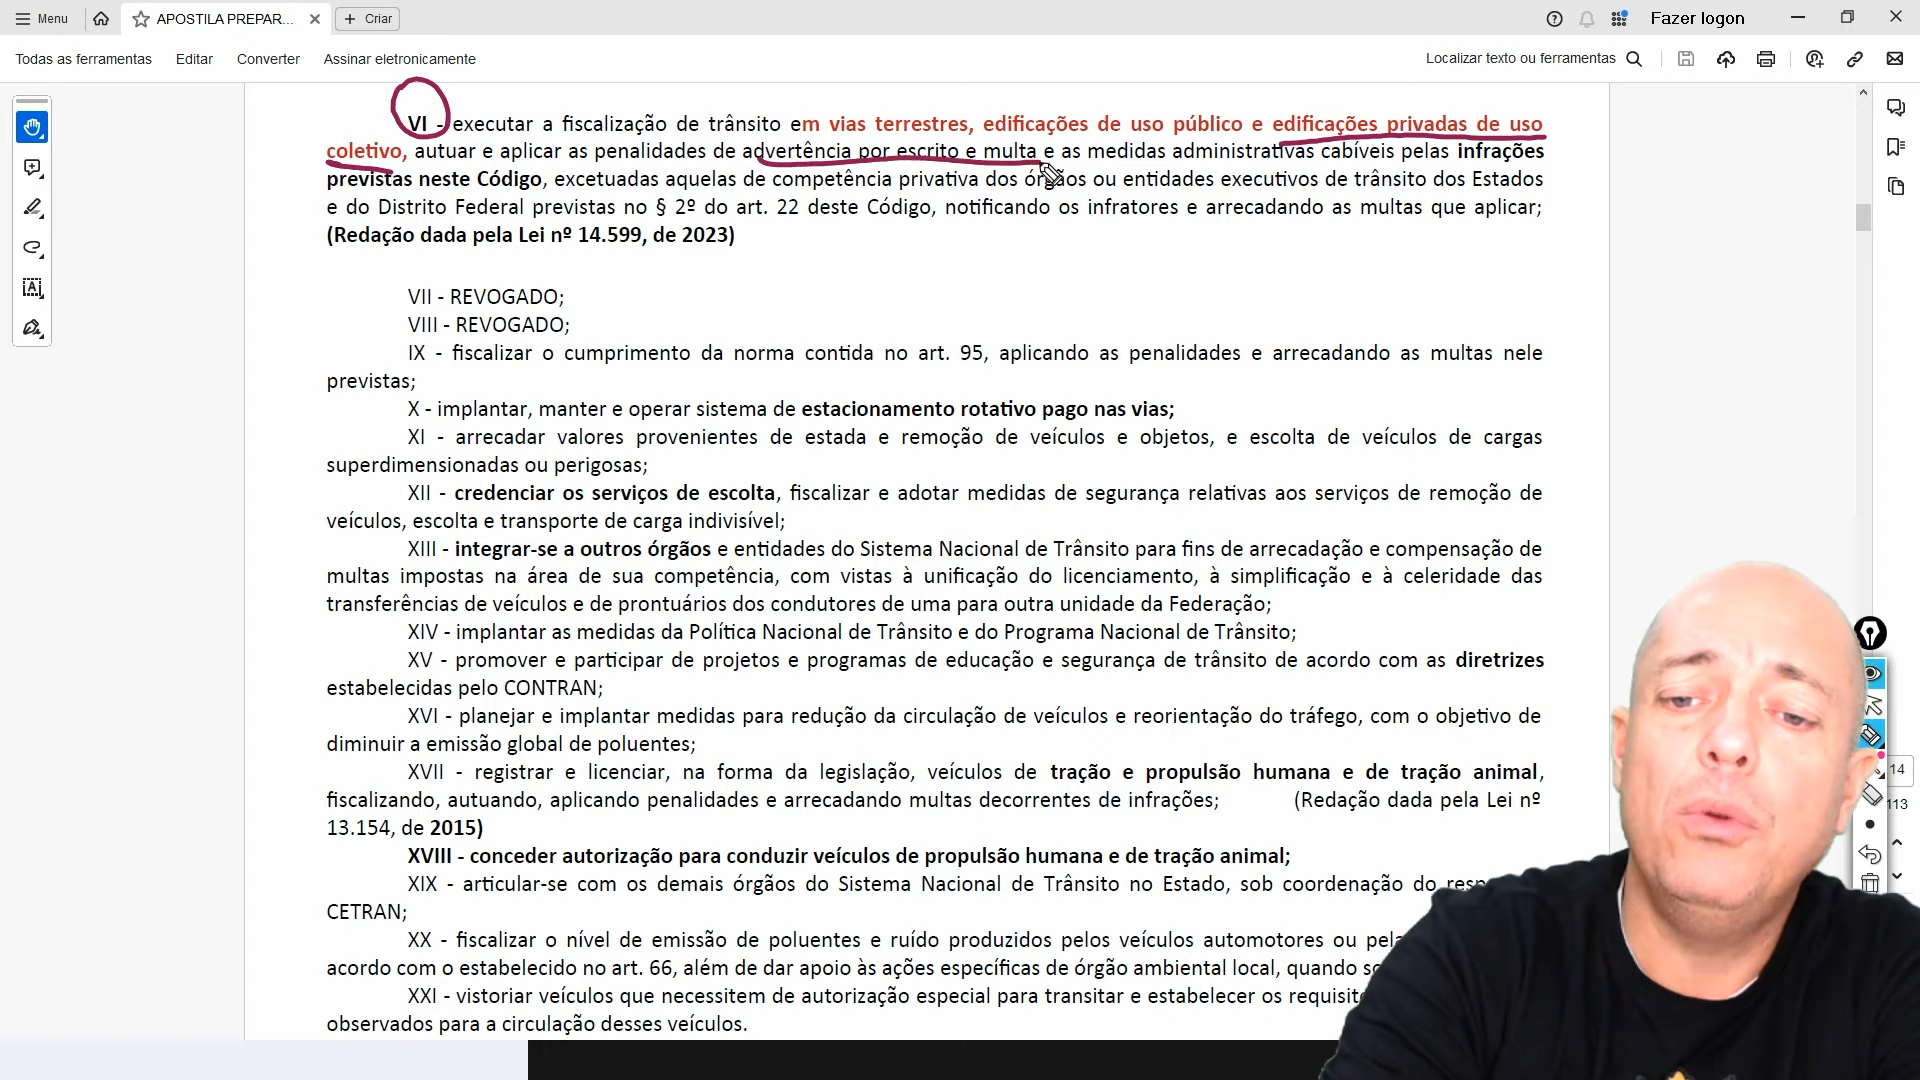 Menu
APOSTILA PREPAR...
Criar
Fazer logon
Todas as ferramentas
Editar
Converter
Assinar eletronicamente
Localizar texto ou ferramentas
VI - executar a fiscalização de trânsito em vias terrestres, edificações de uso público e edificações privadas de uso
coletivo, autuar e aplicar as penalidades de advertência por escrito e multa e as medidas administrativas cabíveis pelas infrações
previstas neste Código, excetuadas aquelas de competência privativa dos órgãos ou entidades executivos de trânsito dos Estados
e do Distrito Federal previstas no § 2º do art. 22 deste Código, notificando os infratores e arrecadando as multas que aplicar;
(Redação dada pela Lei nº 14.599, de 2023)
VII - REVOGADO;
VIII - REVOGADO;
IX - fiscalizar o cumprimento da norma contida no art. 95, aplicando as penalidades e arrecadando as multas nele
previstas;
X - implantar, manter e operar sistema de estacionamento rotativo pago nas vias;
XI - arrecadar valores provenientes de estada e remoção de veículos e objetos, e escolta de veículos de cargas
superdimensionadas ou perigosas;
XII - credenciar os serviços de escolta, fiscalizar e adotar medidas de segurança relativas aos serviços de remoção de
veículos, escolta e transporte de carga indivisível;
XIII - integrar-se a outros órgãos e entidades do Sistema Nacional de Trânsito para fins de arrecadação e compensação de
multas impostas na área de sua competência, com vistas à unificação do licenciamento, à simplificação e à celeridade das
transferências de veículos e de prontuários dos condutores de uma para outra unidade da Federação;
XIV - implantar as medidas da Política Nacional de Trânsito e do Programa Nacional de Trânsito;
XV - promover e participar de projetos e programas de educação e segurança de trânsito de acordo com as diretrizes
estabelecidas pelo CONTRAN;
XVI - planejar e implantar medidas para redução da circulação de veículos e reorientação do tráfego, com o objetivo de
diminuir a emissão global de poluentes;
XVII - registrar e licenciar, na forma da legislação, veículos de tração e propulsão humana e de tração animal,
fiscalizando, autuando, aplicando penalidades e arrecadando multas decorrentes de infrações; (Redação dada pela Lei nº
13.154, de 2015)
XVIII - conceder autorização para conduzir veículos de propulsão humana e de tração animal;
XIX - articular-se com os demais órgãos do Sistema Nacional de Trânsito no Estado, sob coordenação do
CETRAN;
XX - fiscalizar o nível de emissão de poluentes e ruído produzidos pelos veículos automotores ou
acordo com o estabelecido no art. 66, além de dar apoio às ações específicas de órgão ambiental local, quando
XXI - vistoriar veículos que necessitem de autorização especial para transitar e estabelecer os
observados para a circulação desses veículos.
14
113